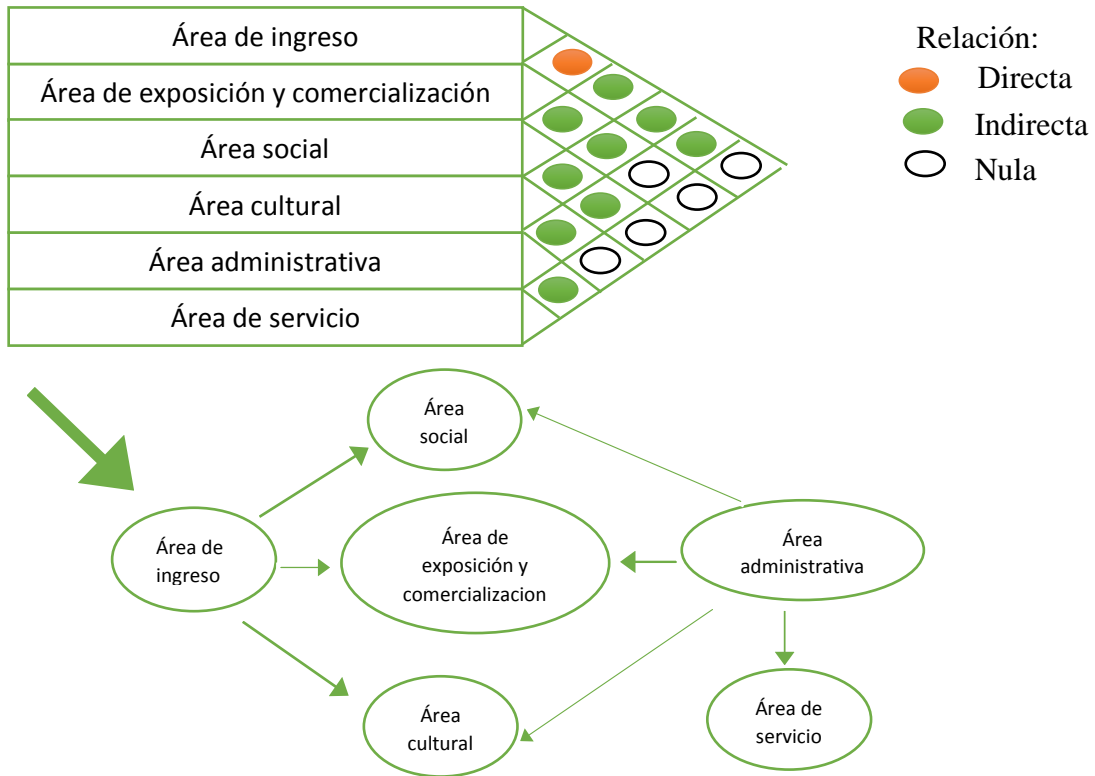 Área de ingreso
Área de exposición y comercialización
Área social
Área cultural
Área administrativa
Área de servicio
Relación:
Directa
Indirecta
Nula
Área
social
Área de
ingreso
Área de
exposición y
comercializacion
Área
administrativa
Área
cultural
Área de
servicio